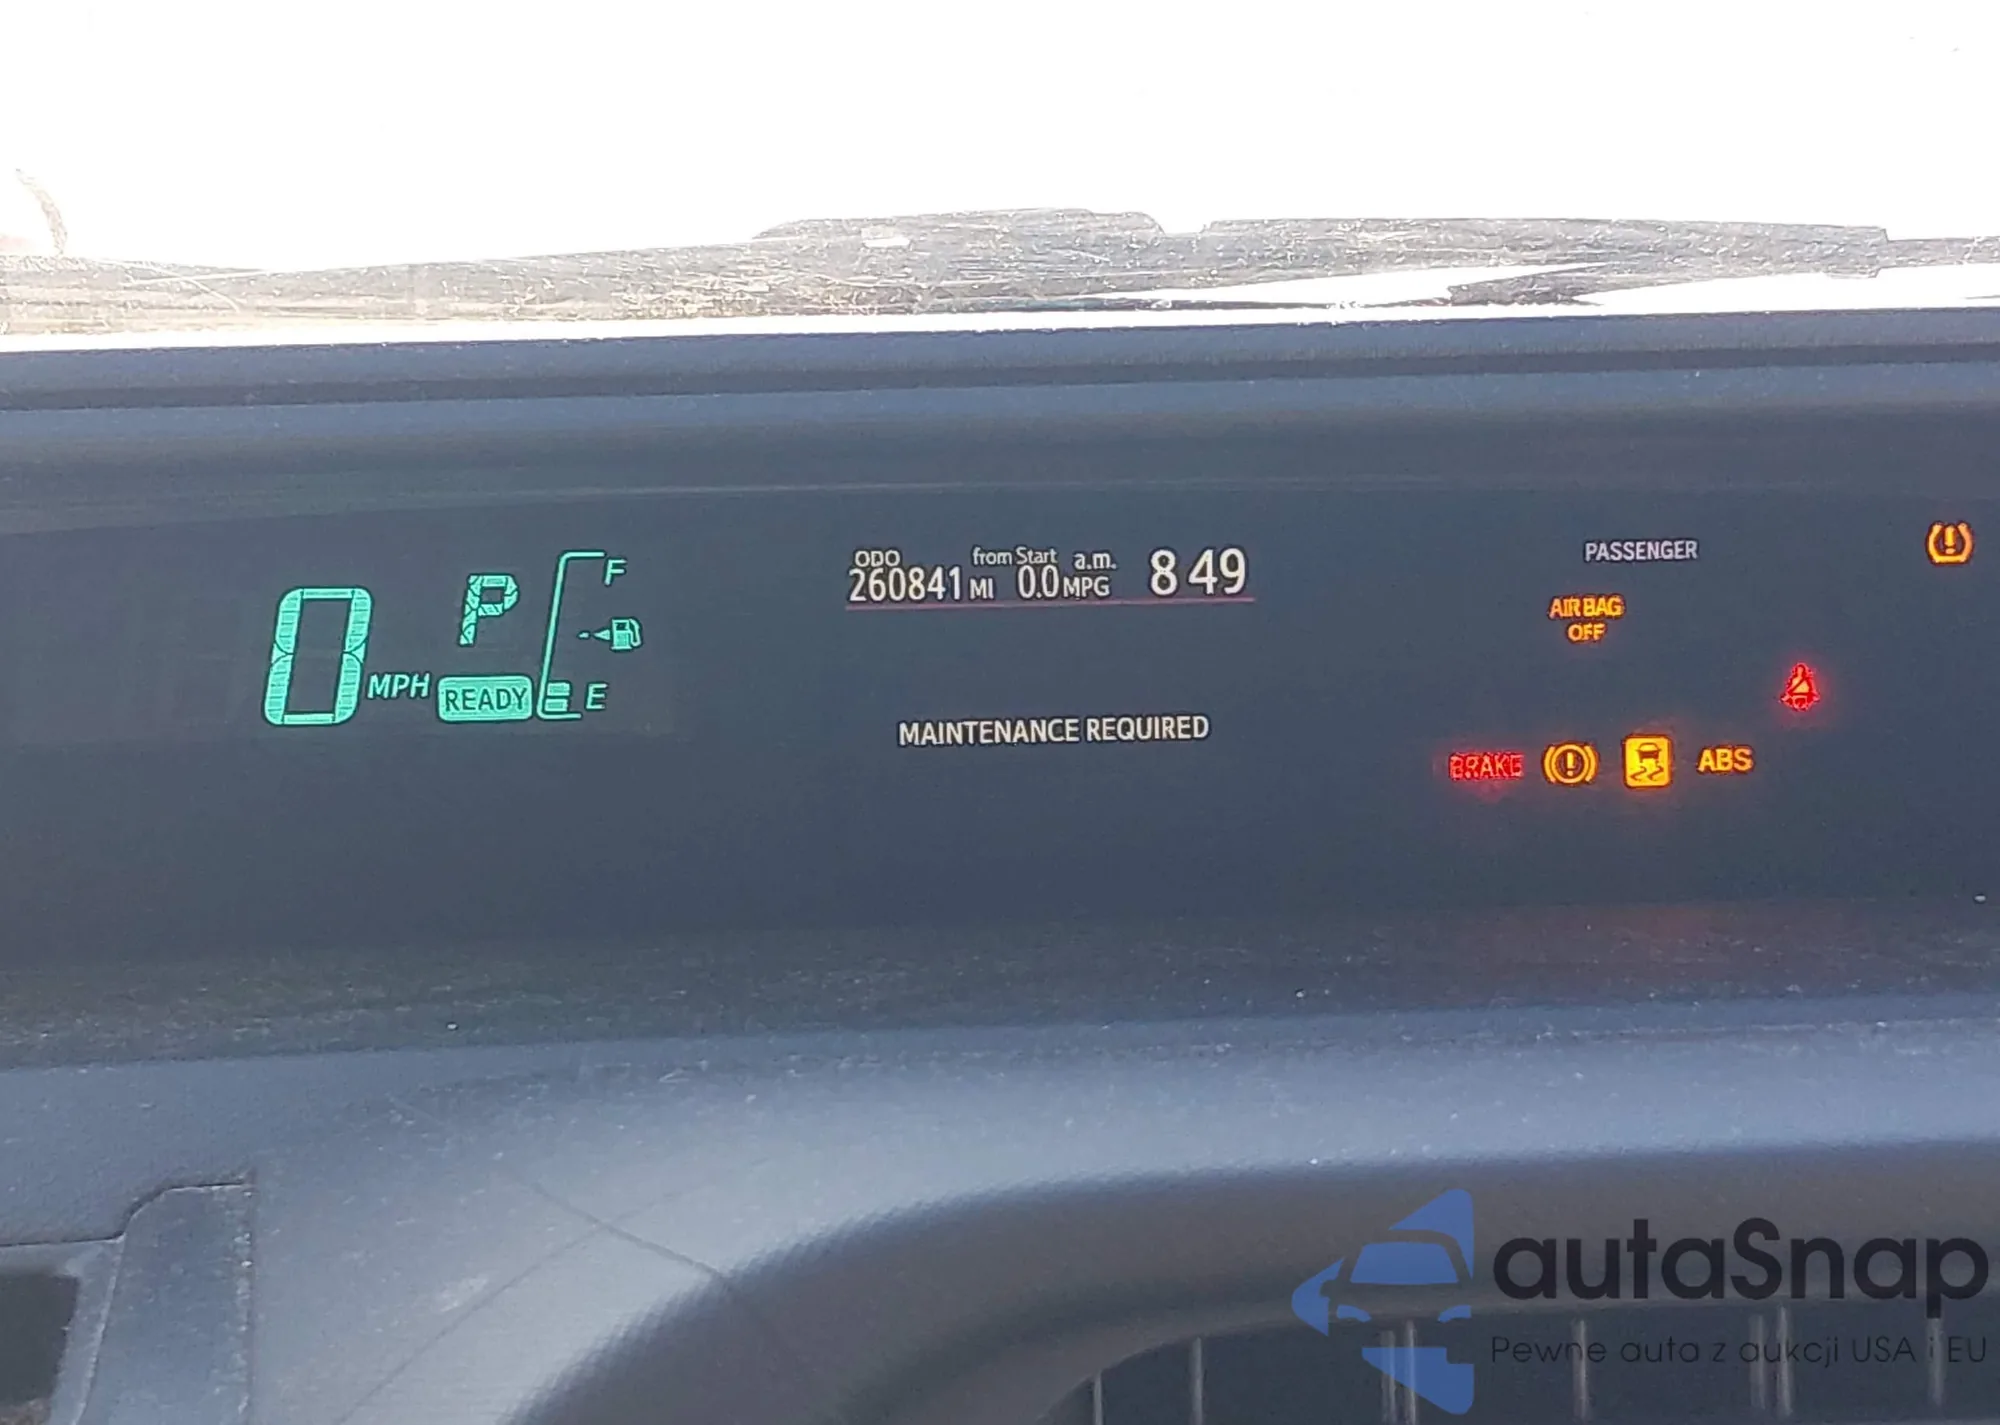 ODO from Start a.m.
260841 MI 0.0 MPG 8 49
PASSENGER
AIR BAG
OFF
0 MPH
P
READY
F
E
MAINTENANCE REQUIRED
BRAKE
ABS
autaSnap
Pewne auta z aukcji USA i EU